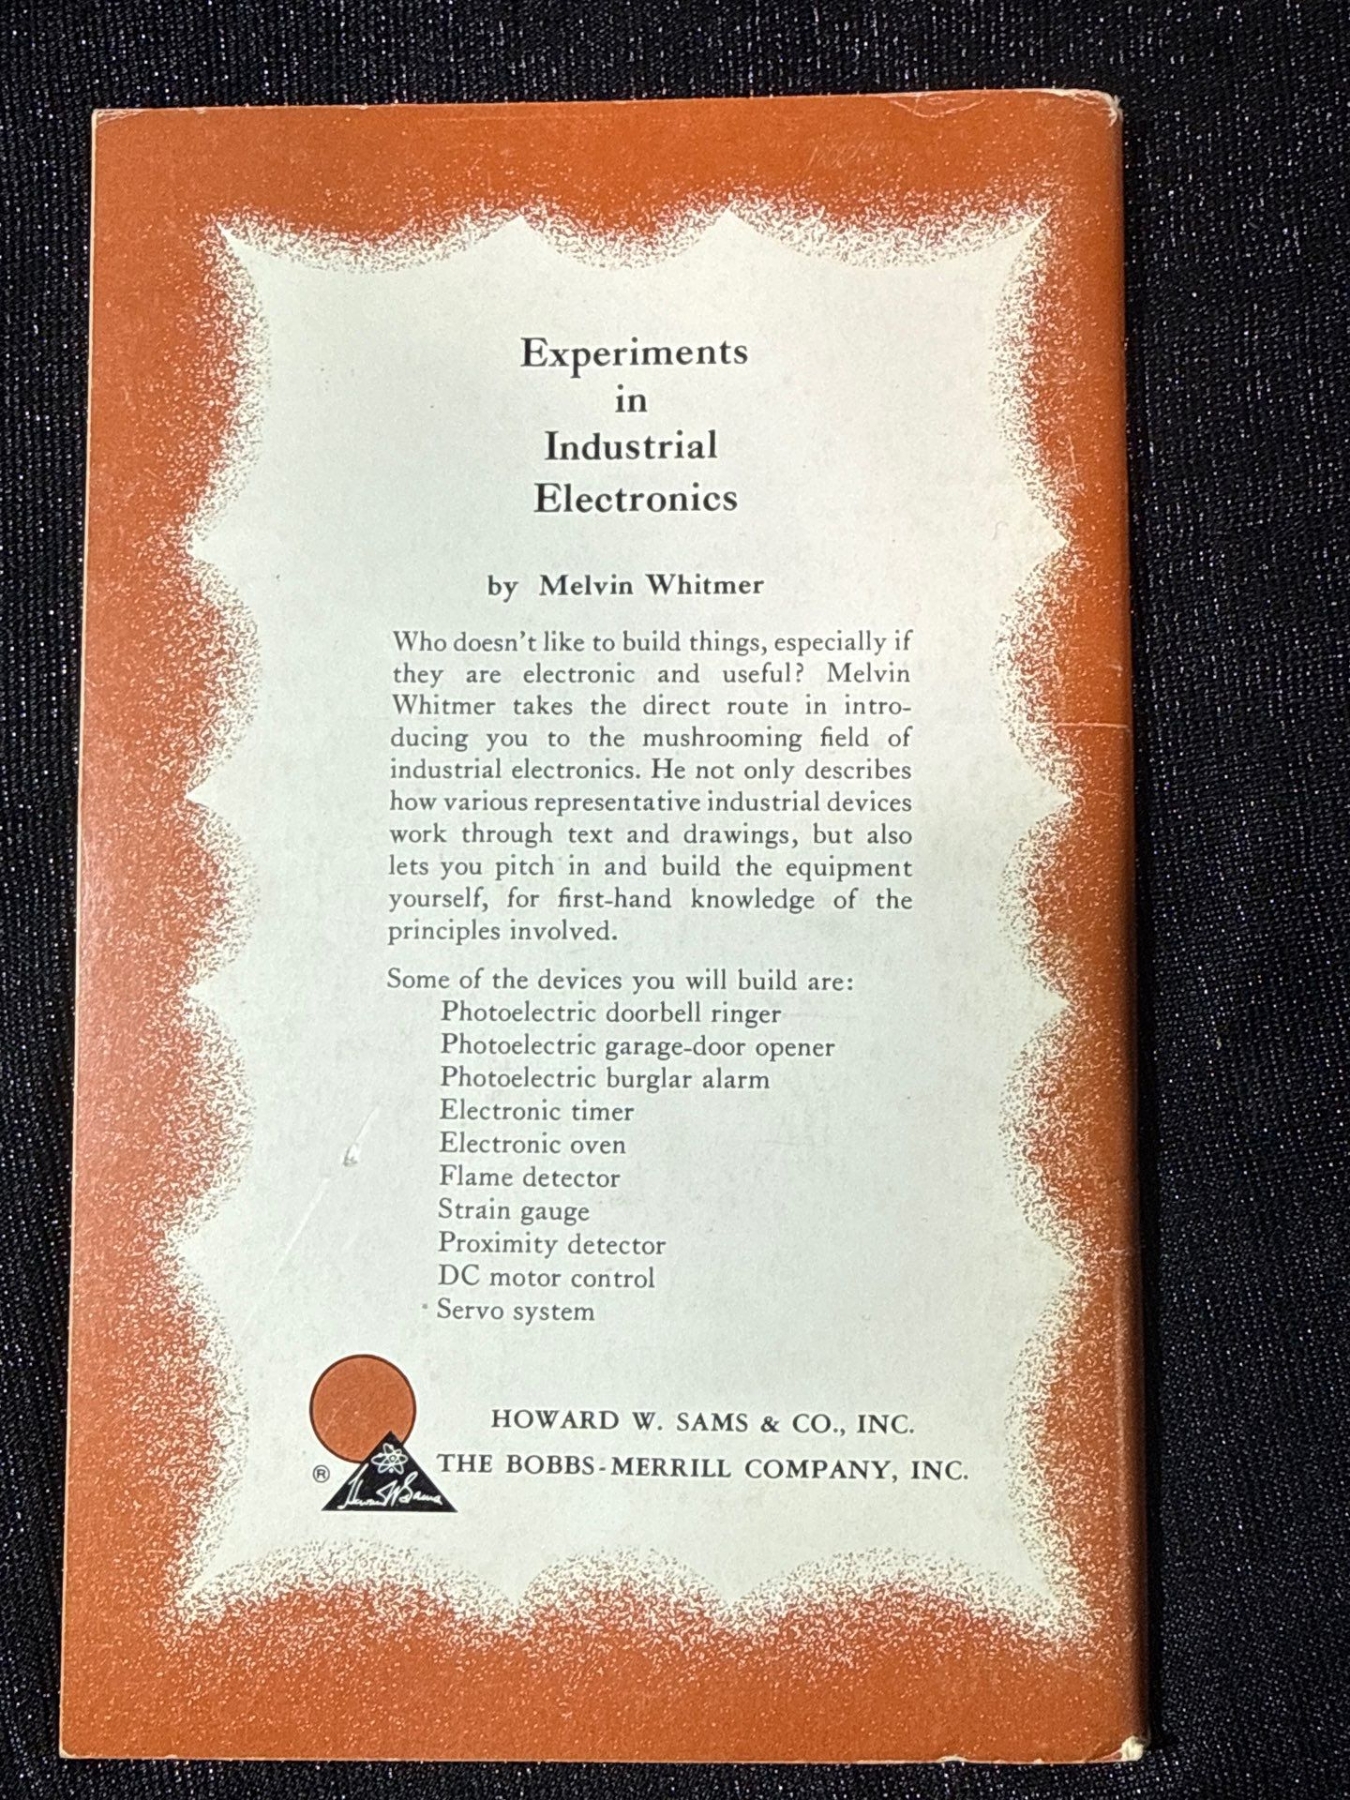 Experiments
in
Industrial
Electronics
by Melvin Whitmer
Who doesn't like to build things, especially if
they are electronic and useful? Melvin
Whitmer takes the direct route in intro-
ducing you to the mushrooming field of
industrial electronics. He not only describes
how various representative industrial devices
work through text and drawings, but also
lets you pitch in and build the equipment
yourself, for first-hand knowledge of the
principles involved.
Some of the devices you will build are:
Photoelectric doorbell ringer
Photoelectric garage-door opener
Photoelectric burglar alarm
Electronic timer
Electronic oven
Flame detector
Strain gauge
Proximity detector
DC motor control
Servo system
HOWARD W. SAMS & CO., INC.
THE BOBBS-MERRILL COMPANY, INC.
®
Howard W Sams